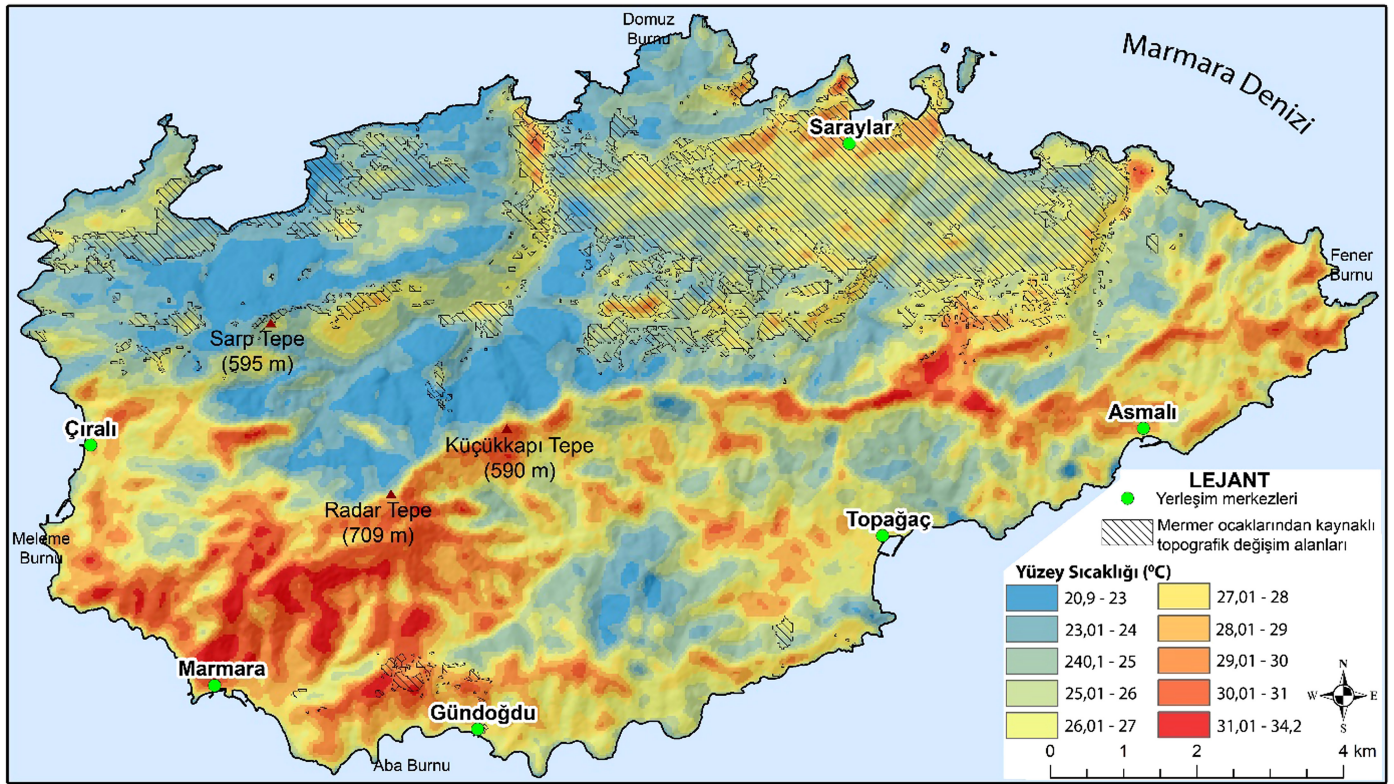 Domuz
Burnu
Marmara Denizi
Saraylar
Fener
Burnu
Sarp Tepe
(595 m)
Çıralı
Asmalı
Küçükkapı Tepe
(590 m)
Radar Tepe
(709 m)
Topağaç
Meleme
Burnu
Marmara
Gündoğdu
Aba Burnu
LEJANT
Yerleşim merkezleri
Mermer ocaklarından kaynaklı
topografik değişim alanları
Yüzey Sıcaklığı (ºC)
20,9 - 23
23,01 - 24
240,1 - 25
25,01 - 26
26,01 - 27
27,01 - 28
28,01 - 29
29,01 - 30
30,01 - 31
31,01 - 34,2
N
W E
S
0 1 2 4 km